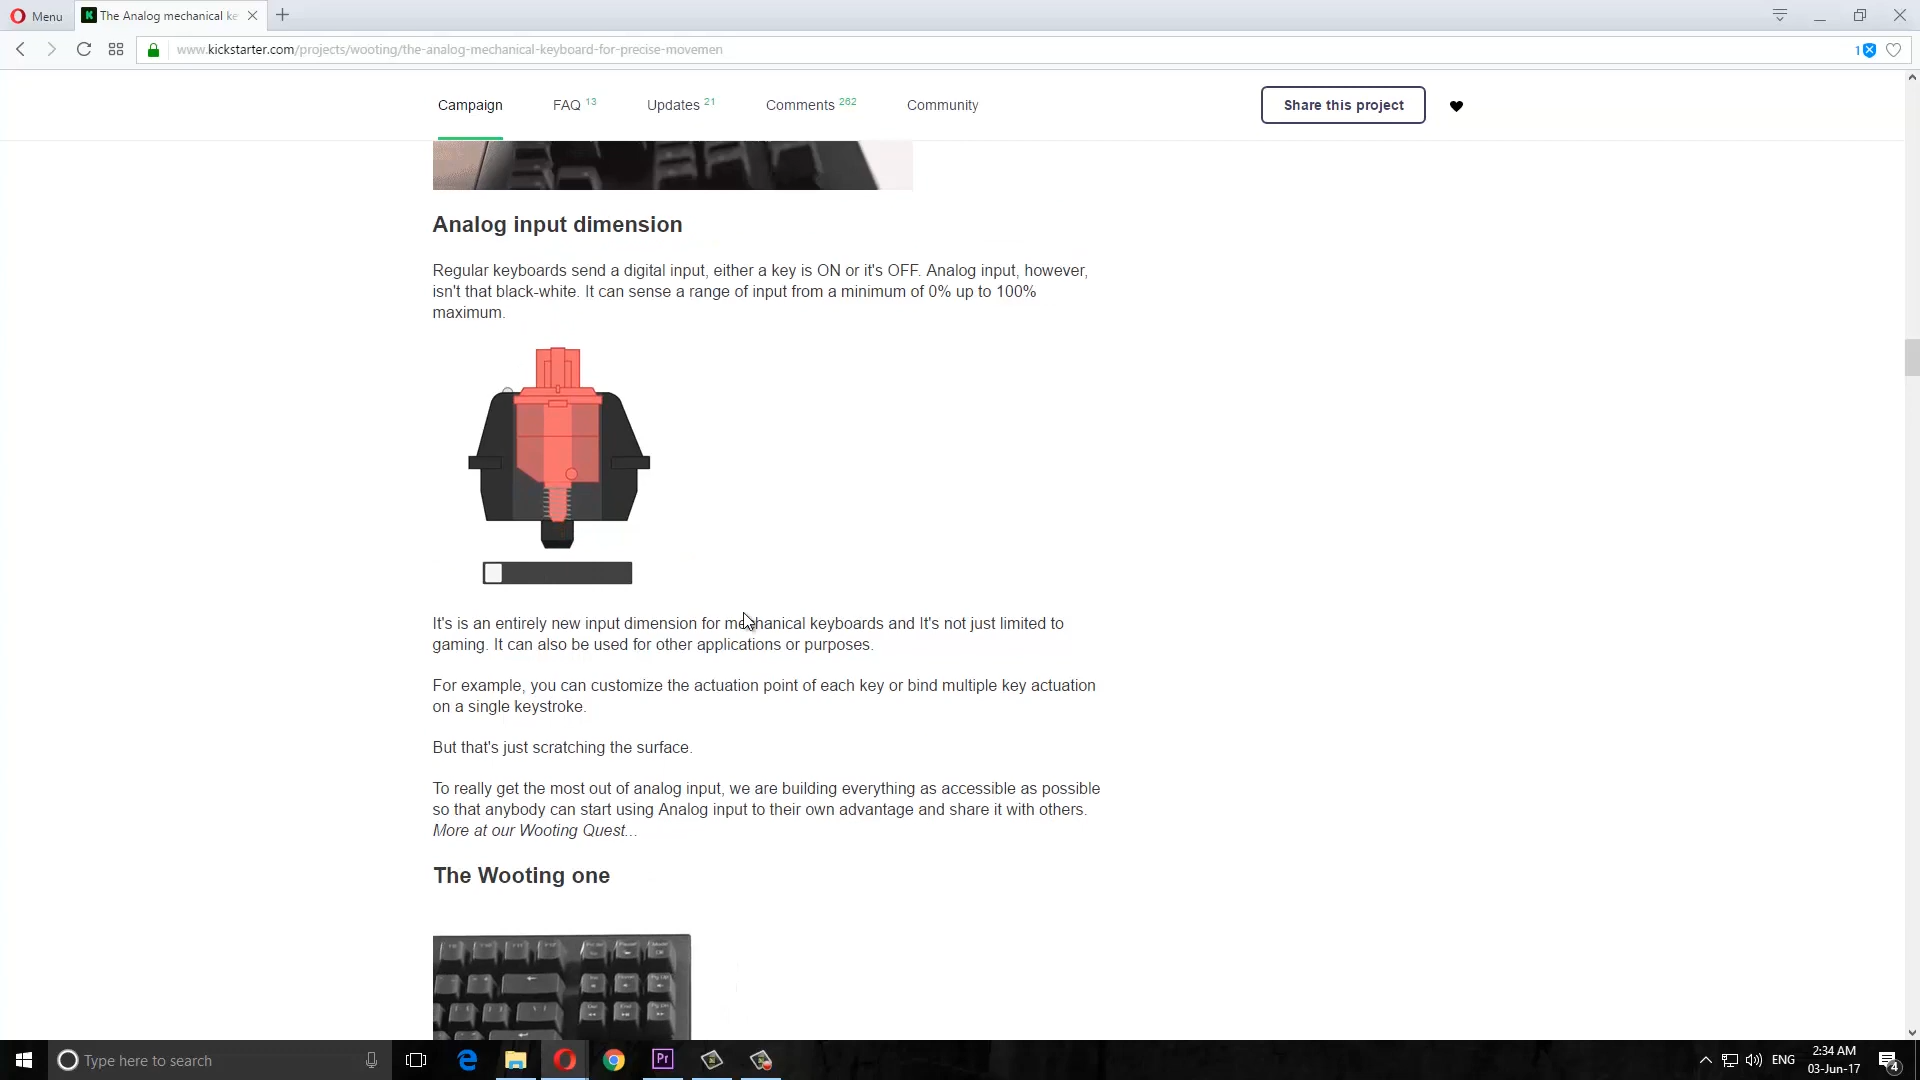 Menu
The Analog mechanical ke
www.kickstarter.com/projects/wooting/the-analog-mechanical-keyboard-for-precise-movemen
1
Campaign
FAQ 13
Updates 21
Comments 262
Community
Share this project
Analog input dimension
Regular keyboards send a digital input, either a key is ON or it's OFF. Analog input, however,
isn't that black-white. It can sense a range of input from a minimum of 0% up to 100%
maximum.
It's is an entirely new input dimension for mechanical keyboards and It's not just limited to
gaming. It can also be used for other applications or purposes.
For example, you can customize the actuation point of each key or bind multiple key actuation
on a single keystroke.
But that's just scratching the surface.
To really get the most out of analog input, we are building everything as accessible as possible
so that anybody can start using Analog input to their own advantage and share it with others.
More at our Wooting Quest...
The Wooting one
Type here to search
Pr
ENG
2:34 AM
03-Jun-17
4